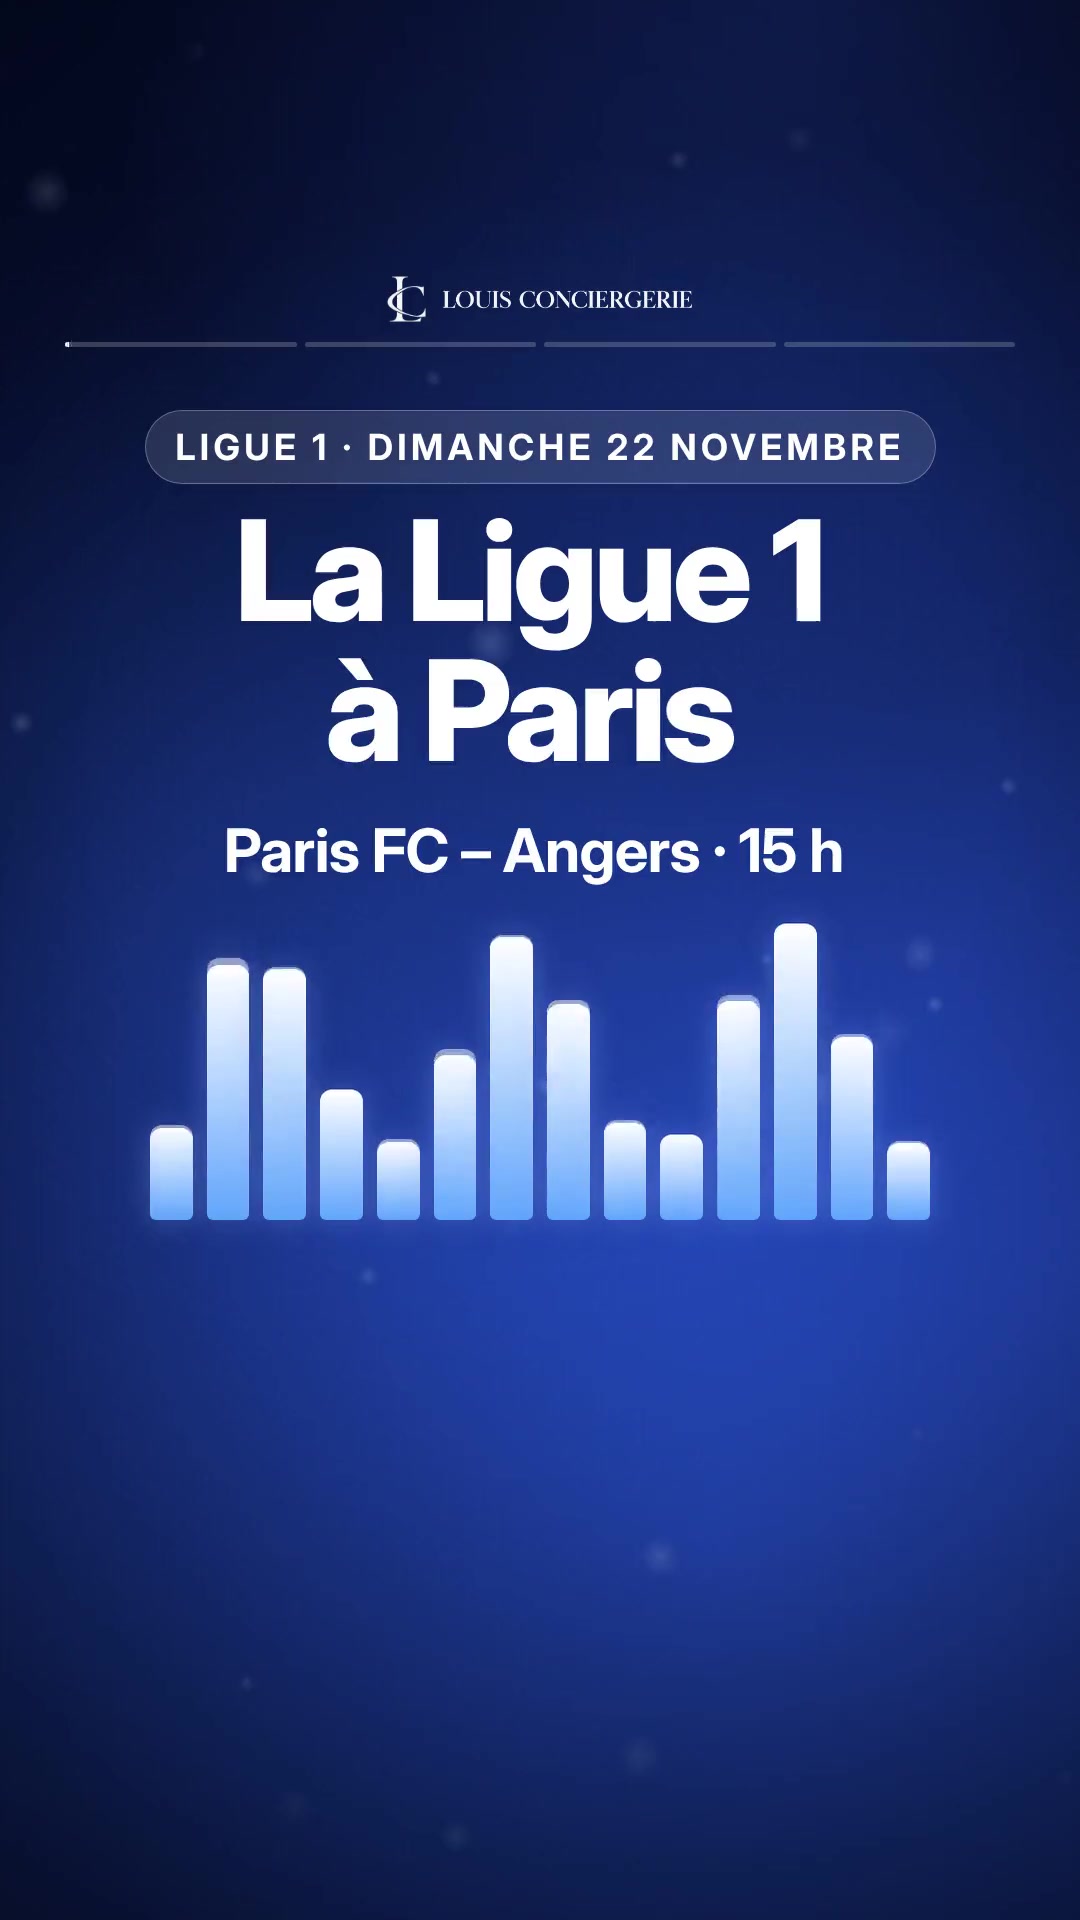 LOUIS CONCIERGERIE
LIGUE 1 · DIMANCHE 22 NOVEMBRE
La Ligue 1
à Paris
Paris FC – Angers · 15 h